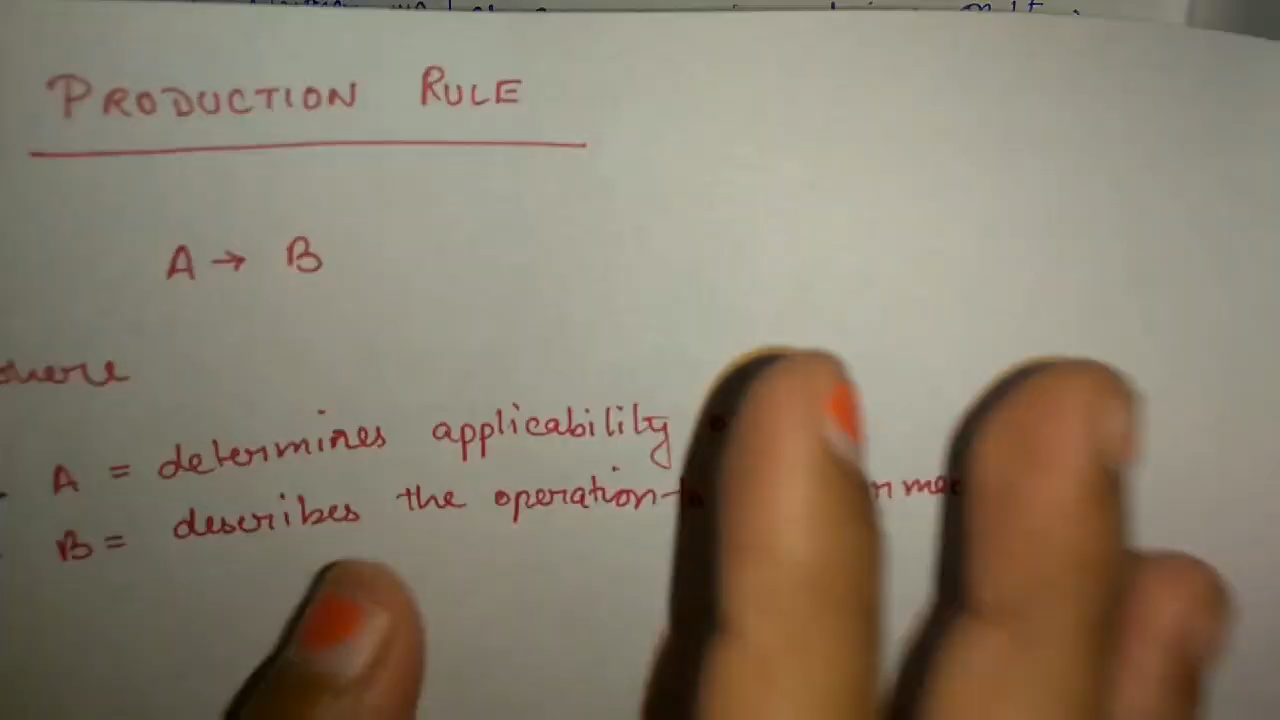 PRODUCTION RULE
A → B
where
A = determines applicability
B = describes the operation